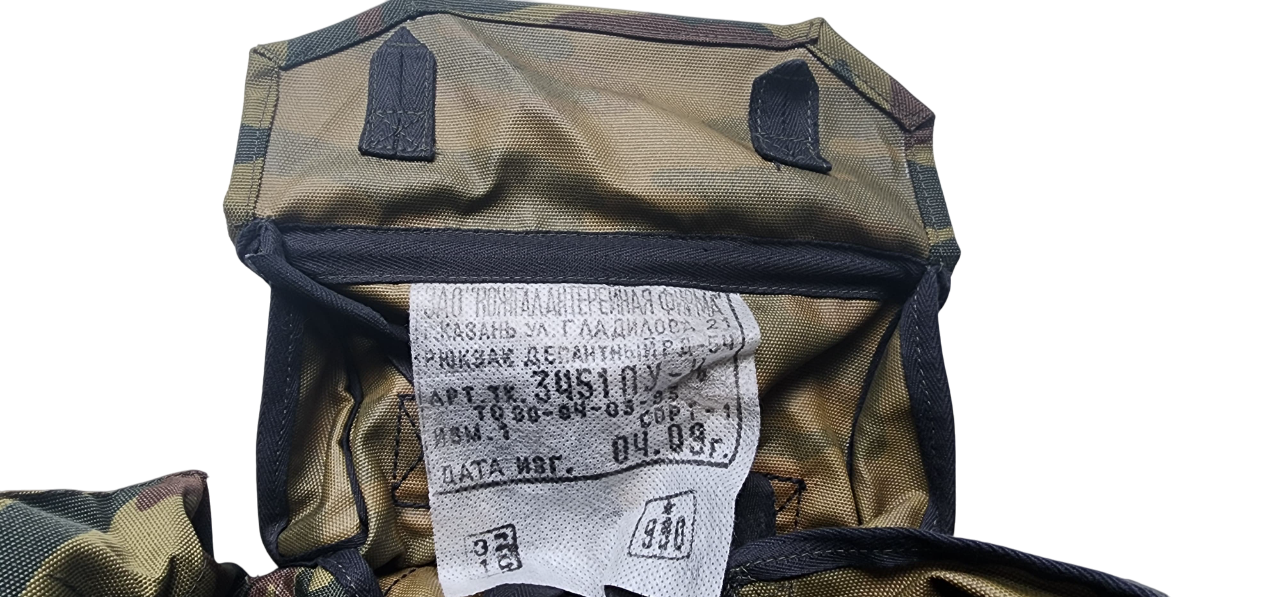 ЗАО "КОЖГАЛАНТЕРЕЙНАЯ ФИРМА"
Г. КАЗАНЬ УЛ. ГЛАДИЛОВА 21
РЮКЗАК ДЕСАНТНЫЙ РД-54
АРТ. ТК. 34510У-
ИЗМ. 1 СОРТ-1
ДАТА ИЗГ. 04.09г.
990